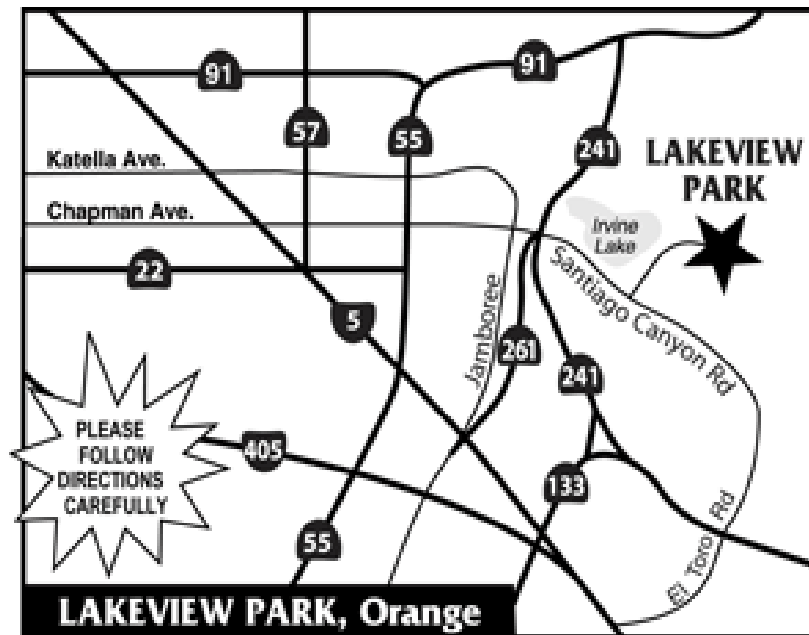 91
91
57
55
241
LAKEVIEW
PARK
Katella Ave.
Chapman Ave.
Irvine
Lake
22
Santiago Canyon Rd
Jamboree
5
261
241
PLEASE
FOLLOW
DIRECTIONS
CAREFULLY
405
133
55
El Toro Rd
LAKEVIEW PARK, Orange